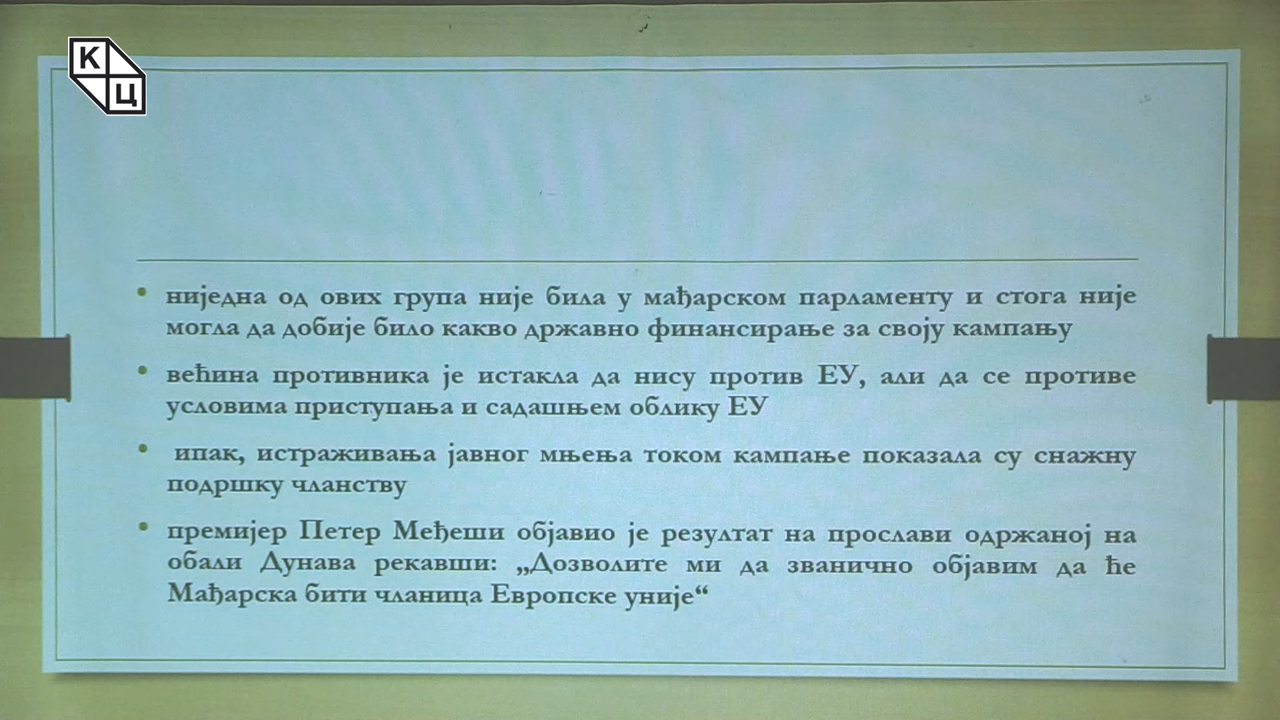 К
Ц
• ниједна од ових група није била у мађарском парламенту и стога није
могла да добије било какво државно финансирање за своју кампању
• већина противника је истакла да нису против ЕУ, али да се противе
условима приступања и садашњем облику ЕУ
• ипак, истраживања јавног мњења током кампање показала су снажну
подршку чланству
• премијер Петер Међеши објавио је резултат на прослави одржаној на
обали Дунава рекавши: „Дозволите ми да званично објавим да ће
Мађарска бити чланица Европске уније“